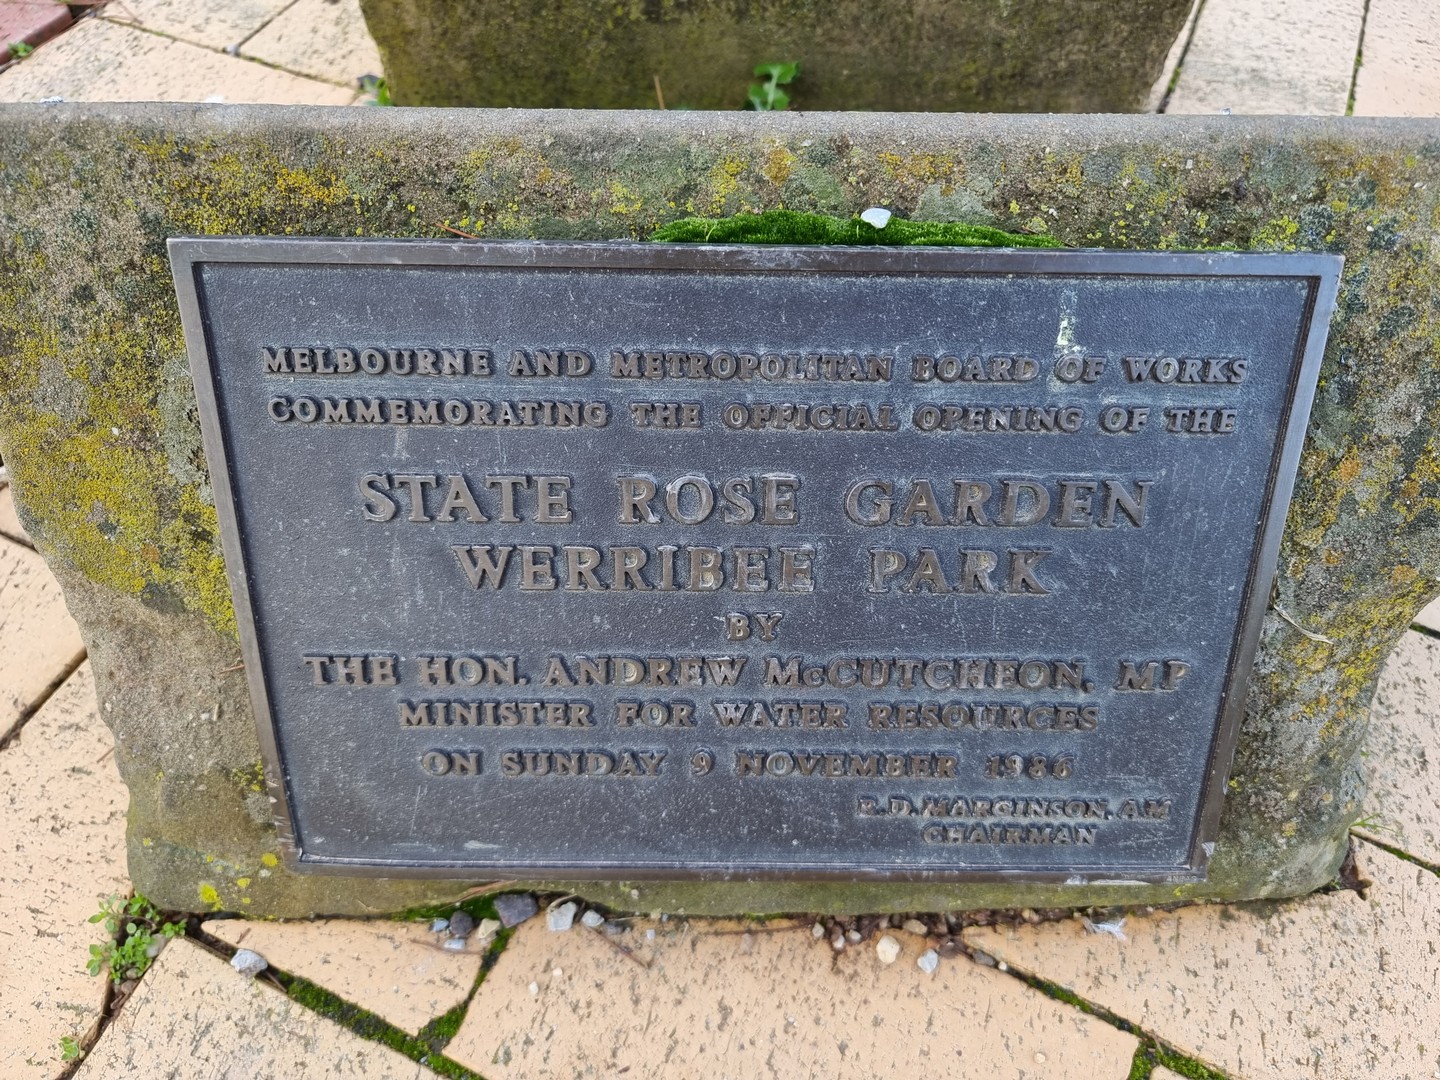 MELBOURNE AND METROPOLITAN BOARD OF WORKS
COMMEMORATING THE OFFICIAL OPENING OF THE
STATE ROSE GARDEN
WERRIBEE PARK
BY
THE HON. ANDREW McCUTCHEON, MP
MINISTER FOR WATER RESOURCES
ON SUNDAY 9 NOVEMBER 1986
R.D. MARGINSON, AM
CHAIRMAN